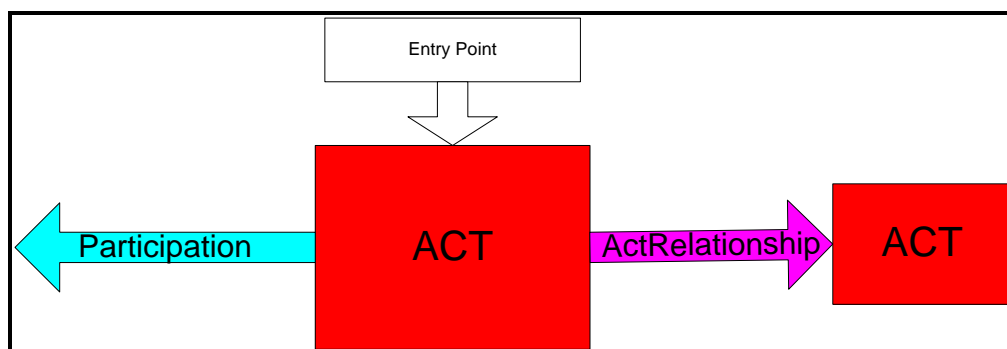 Entry Point
Participation
ACT
ActRelationship
ACT